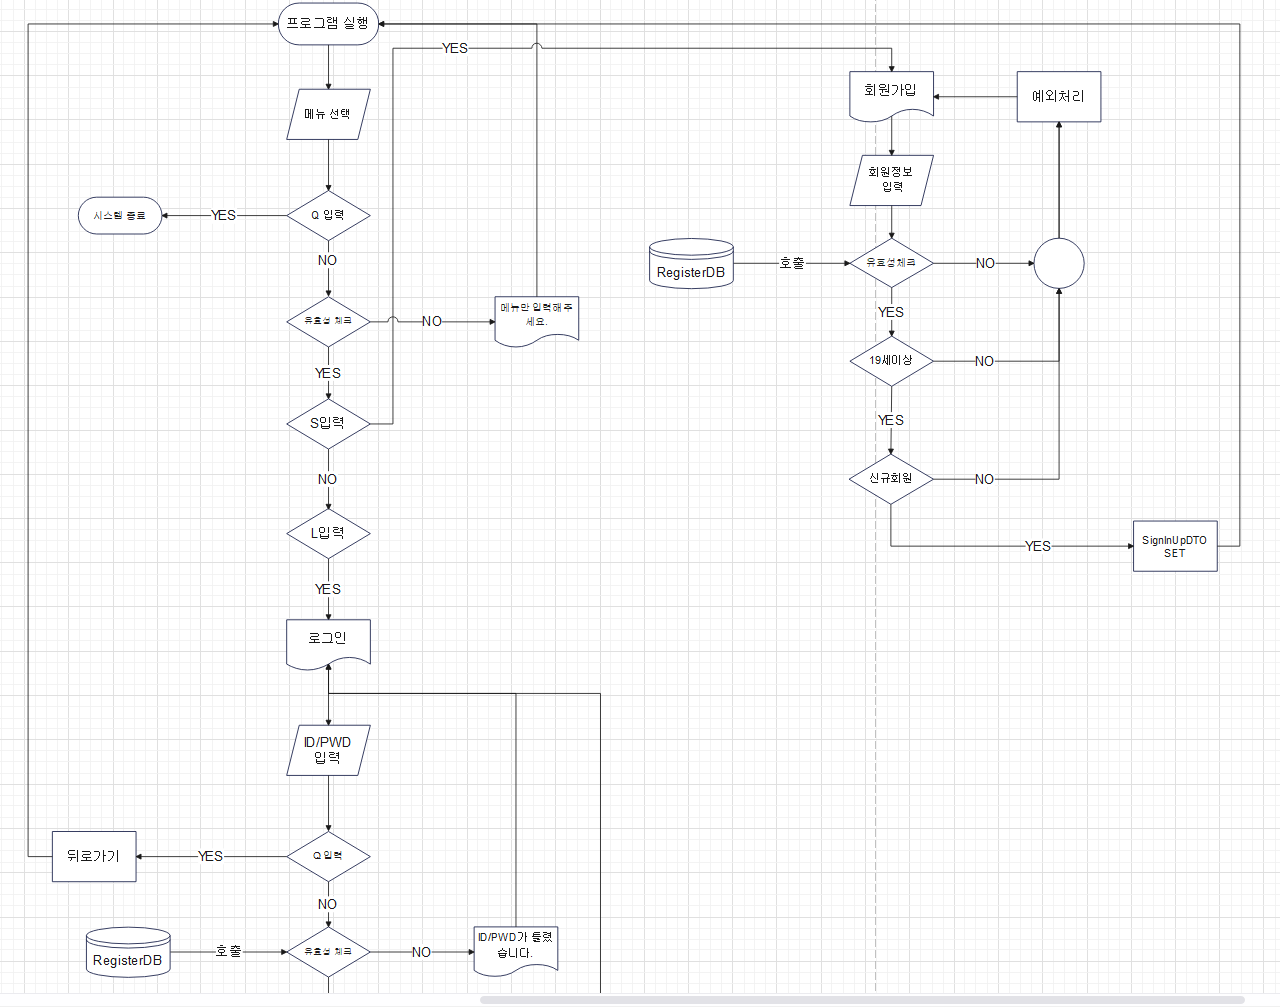 프로그램 실행
메뉴 선택
Q 입력
YES
시스템 종료
NO
유효성 체크
NO
메뉴만 입력해주
세요.
YES
S입력
YES
NO
L입력
YES
로그인
ID/PWD
입력
Q입력
YES
뒤로가기
NO
RegisterDB
호출
유효성 체크
NO
ID/PWD가 틀렸
습니다.
회원가입
예외처리
회원정보
입력
RegisterDB
호출
유효성체크
NO
YES
19세이상
NO
YES
신규회원
NO
YES
SignInUpDTO
SET